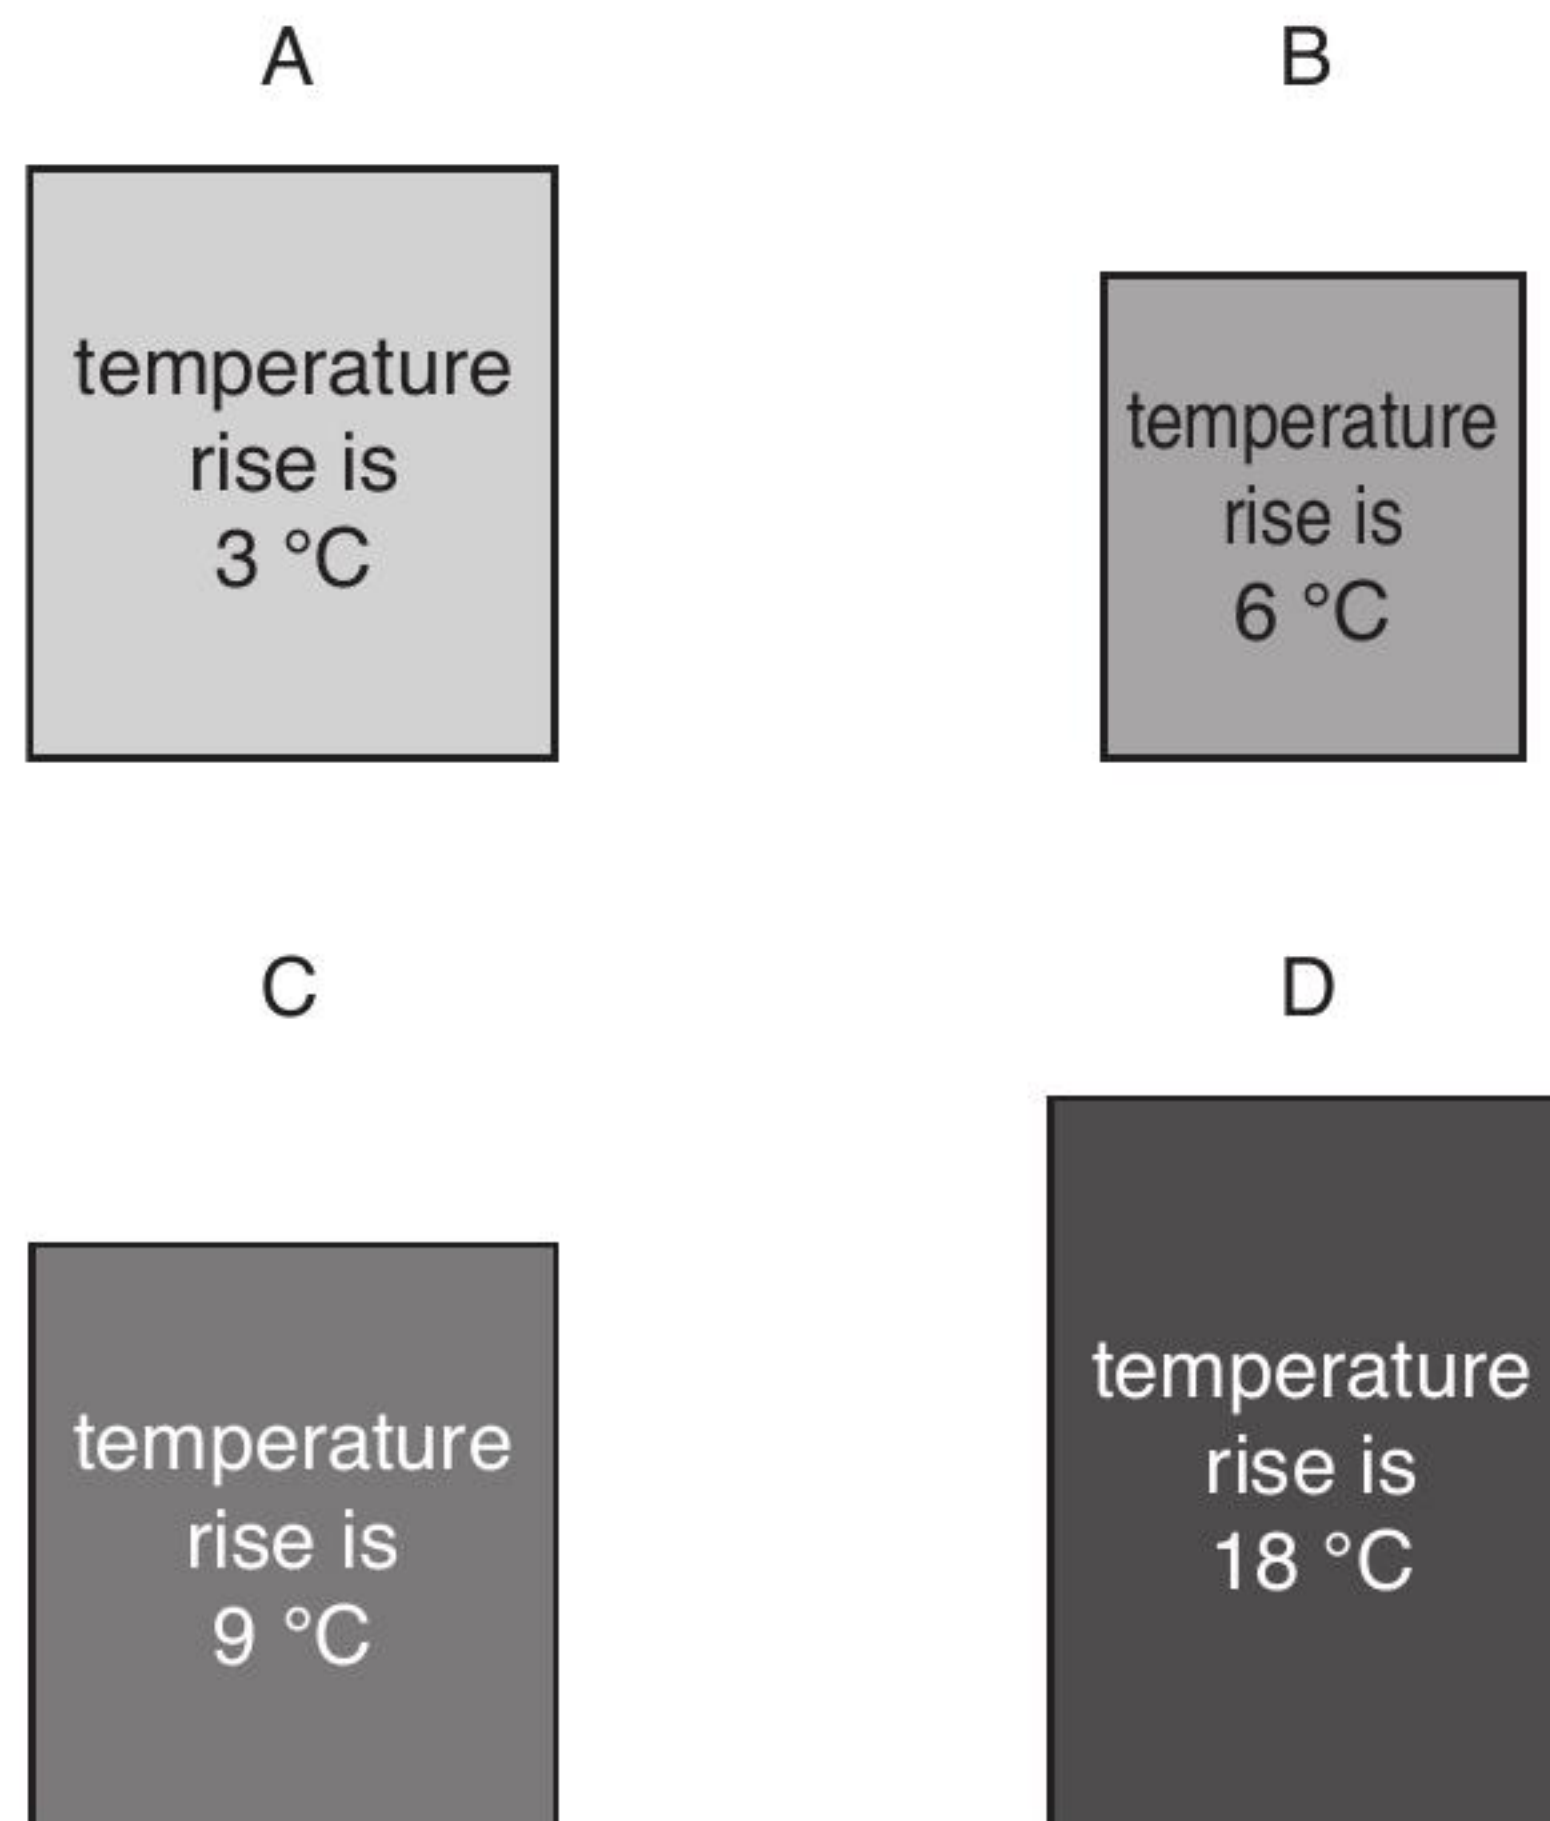 A
B
temperature
rise is
3 °C
temperature
rise is
6 °C
C
D
temperature
rise is
9 °C
temperature
rise is
18 °C